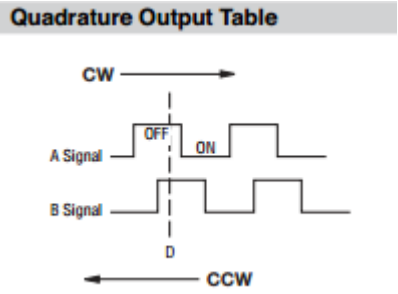 Quadrature Output Table
CW
OFF
ON
A Signal
B Signal
D
CCW